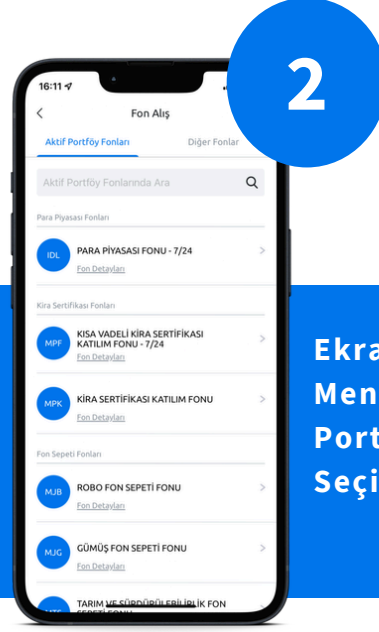 2
16:11
Fon Alış
Aktif Portföy Fonları
Diğer Fonlar
Aktif Portföy Fonlarında Ara
Para Piyasası Fonları
IDL
PARA PİYASASI FONU - 7/24
Fon Detayları
Kira Sertifikası Fonları
MPF
KISA VADELİ KİRA SERTİFİKASI
KATILIM FONU - 7/24
Fon Detayları
MPK
KİRA SERTİFİKASI KATILIM FONU
Fon Detayları
Fon Sepeti Fonları
MJB
ROBO FON SEPETİ FONU
Fon Detayları
MJG
GÜMÜŞ FON SEPETİ FONU
Fon Detayları
TARIM VE SÜRDÜRÜLEBİLİRLİK FON
Ekra
Men
Port
Seçi